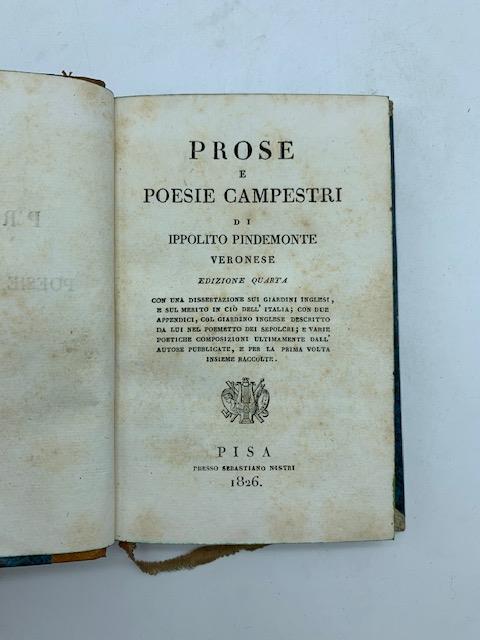 PROSE
E
POESIE CAMPESTRI
DI
IPPOLITO PINDEMONTE
VERONESE
EDIZIONE QUARTA
CON UNA DISSERTAZIONE SUI GIARDINI INGLESI,
E SUL MERITO IN CIÒ DELL' ITALIA; CON DUE
APPENDICI, COL GIARDINO INGLESE DESCRITTO
DA LUI NEL POEMETTO DEI SEPOLCRI; E VARIE
POETICHE COMPOSIZIONI ULTIMAMENTE DALL'
AUTORE PUBBLICATE, E PER LA PRIMA VOLTA
INSIEME RACCOLTE.
PISA
PRESSO SEBASTIANO NISTRI
1826.